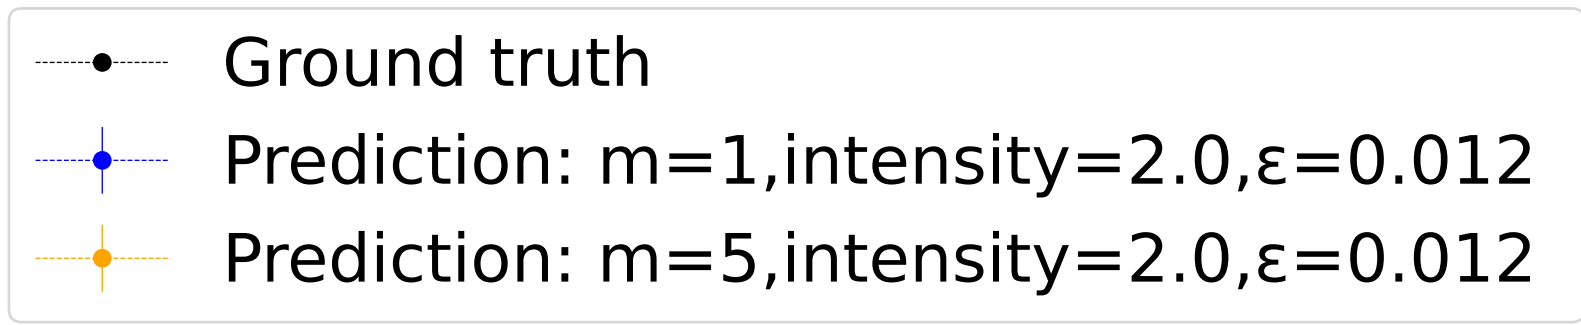 Ground truth
Prediction: m=1,intensity=2.0,ε=0.012
Prediction: m=5,intensity=2.0,ε=0.012